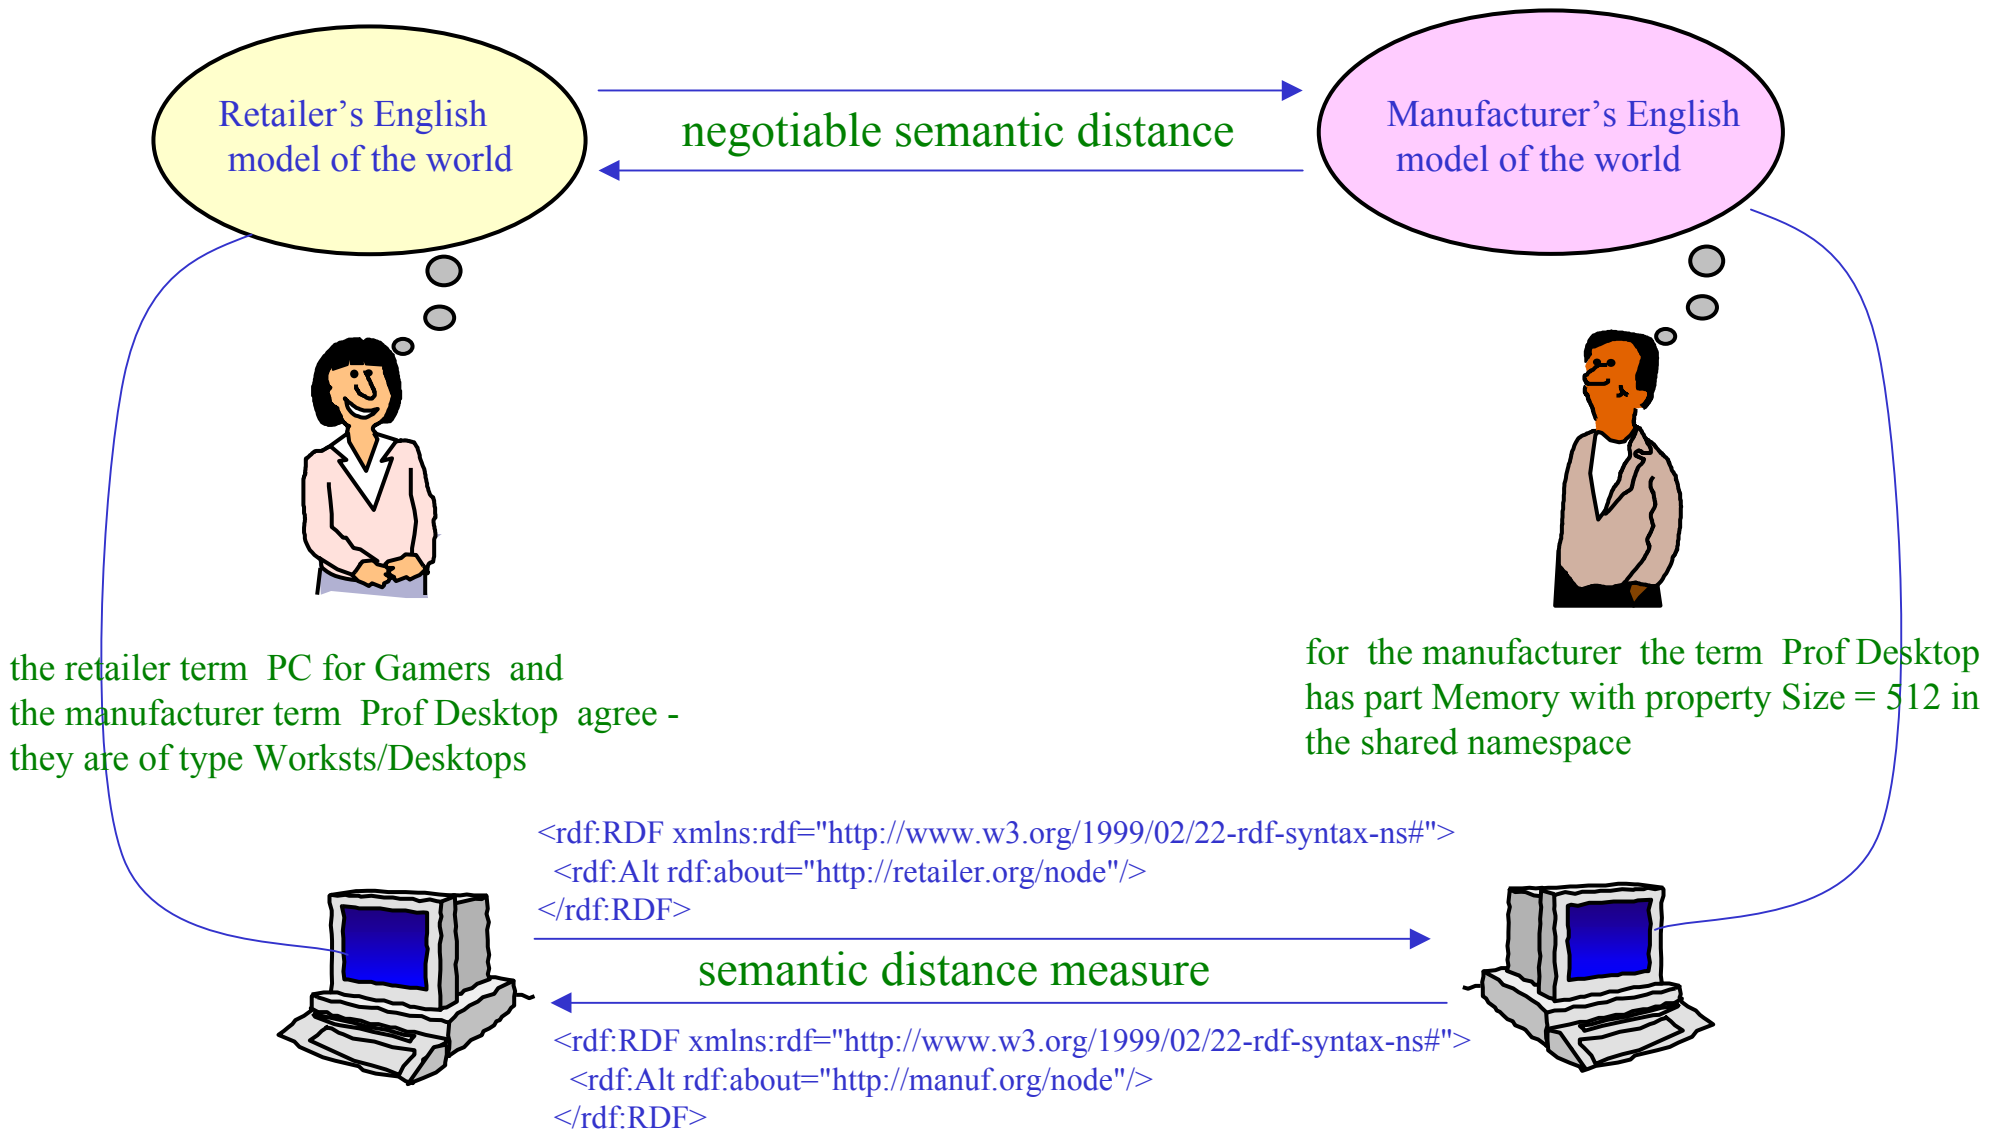 Retailer’s English
model of the world
negotiable semantic distance
Manufacturer’s English
model of the world
the retailer term  PC for Gamers  and
the manufacturer term  Prof Desktop  agree -
they are of type Worksts/Desktops
for  the manufacturer  the term  Prof Desktop
has part Memory with property Size = 512 in
the shared namespace
<rdf:RDF xmlns:rdf="http://www.w3.org/1999/02/22-rdf-syntax-ns#">
<rdf:Alt rdf:about="http://retailer.org/node"/>
</rdf:RDF>
semantic distance measure
<rdf:RDF xmlns:rdf="http://www.w3.org/1999/02/22-rdf-syntax-ns#">
<rdf:Alt rdf:about="http://manuf.org/node"/>
</rdf:RDF>